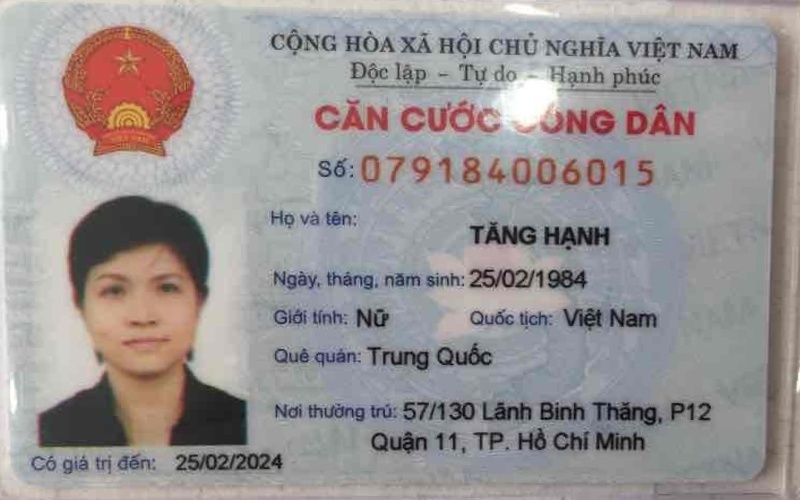 CỘNG HÒA XÃ HỘI CHỦ NGHĨA VIỆT NAM
Độc lập - Tự do - Hạnh phúc
CĂN CƯỚC CÔNG DÂN
Số: 079184006015
Họ và tên: TĂNG HẠNH
Ngày, tháng, năm sinh: 25/02/1984
Giới tính: Nữ Quốc tịch: Việt Nam
Quê quán: Trung Quốc
Nơi thường trú: 57/130 Lãnh Binh Thăng, P12
Quận 11, TP. Hồ Chí Minh
Có giá trị đến: 25/02/2024